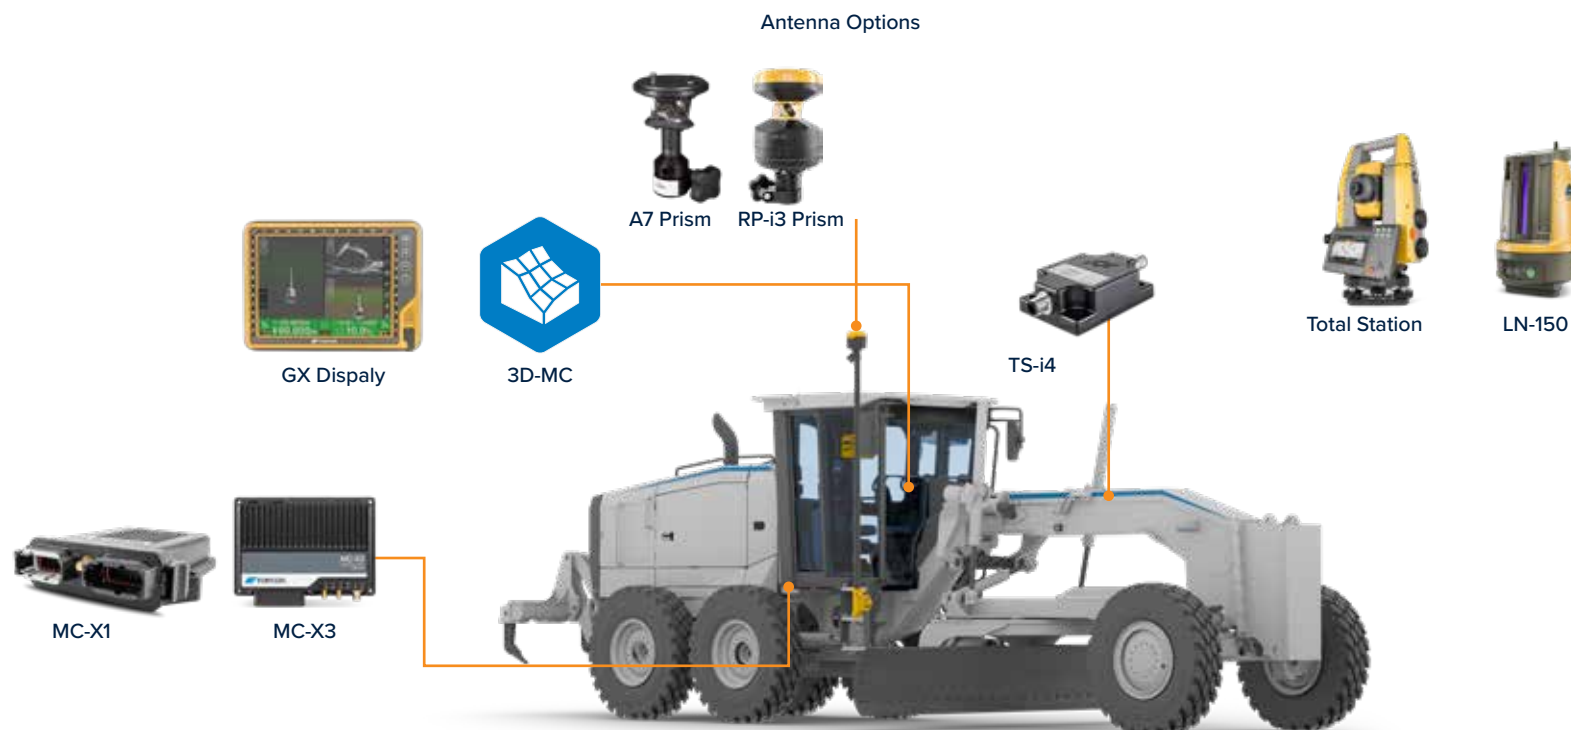 Antenna Options
A7 Prism
RP-i3 Prism
GX Dispaly
3D-MC
TS-i4
Total Station
LN-150
MC-X1
MC-X3
TOPCON